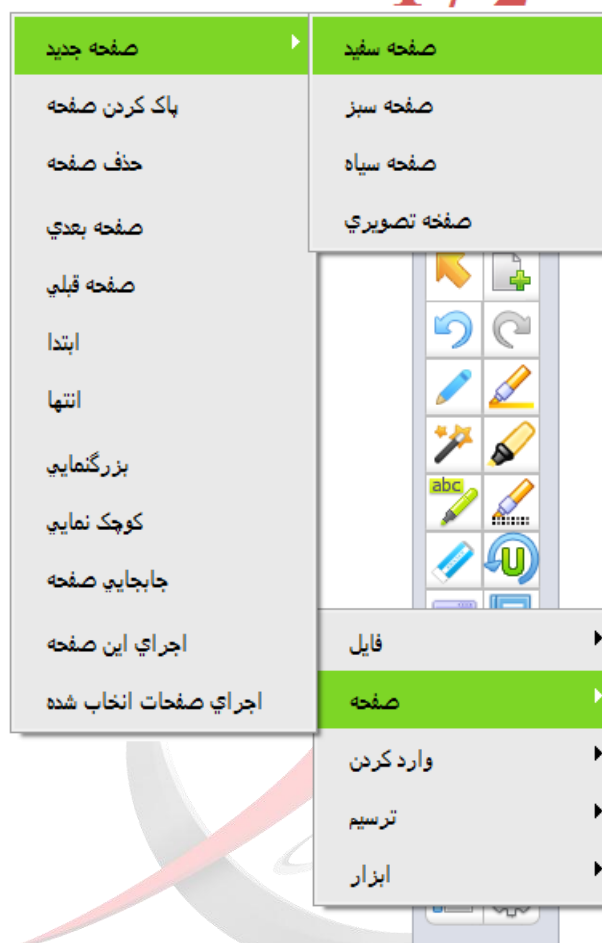 صفحه جديد
پاک کردن صفحه
حذف صفحه
صفحه بعدي
صفحه قبلي
ابتدا
انتها
بزرگنمايي
کوچک نمايي
جابجايي صفحه
اجراي اين صفحه
اجراي صفحات انخاب شده
صفحه سفيد
صفحه سبز
صفحه سياه
صفخه تصويري
abc
U
فايل
صفحه
وارد کردن
ترسيم
ابزار